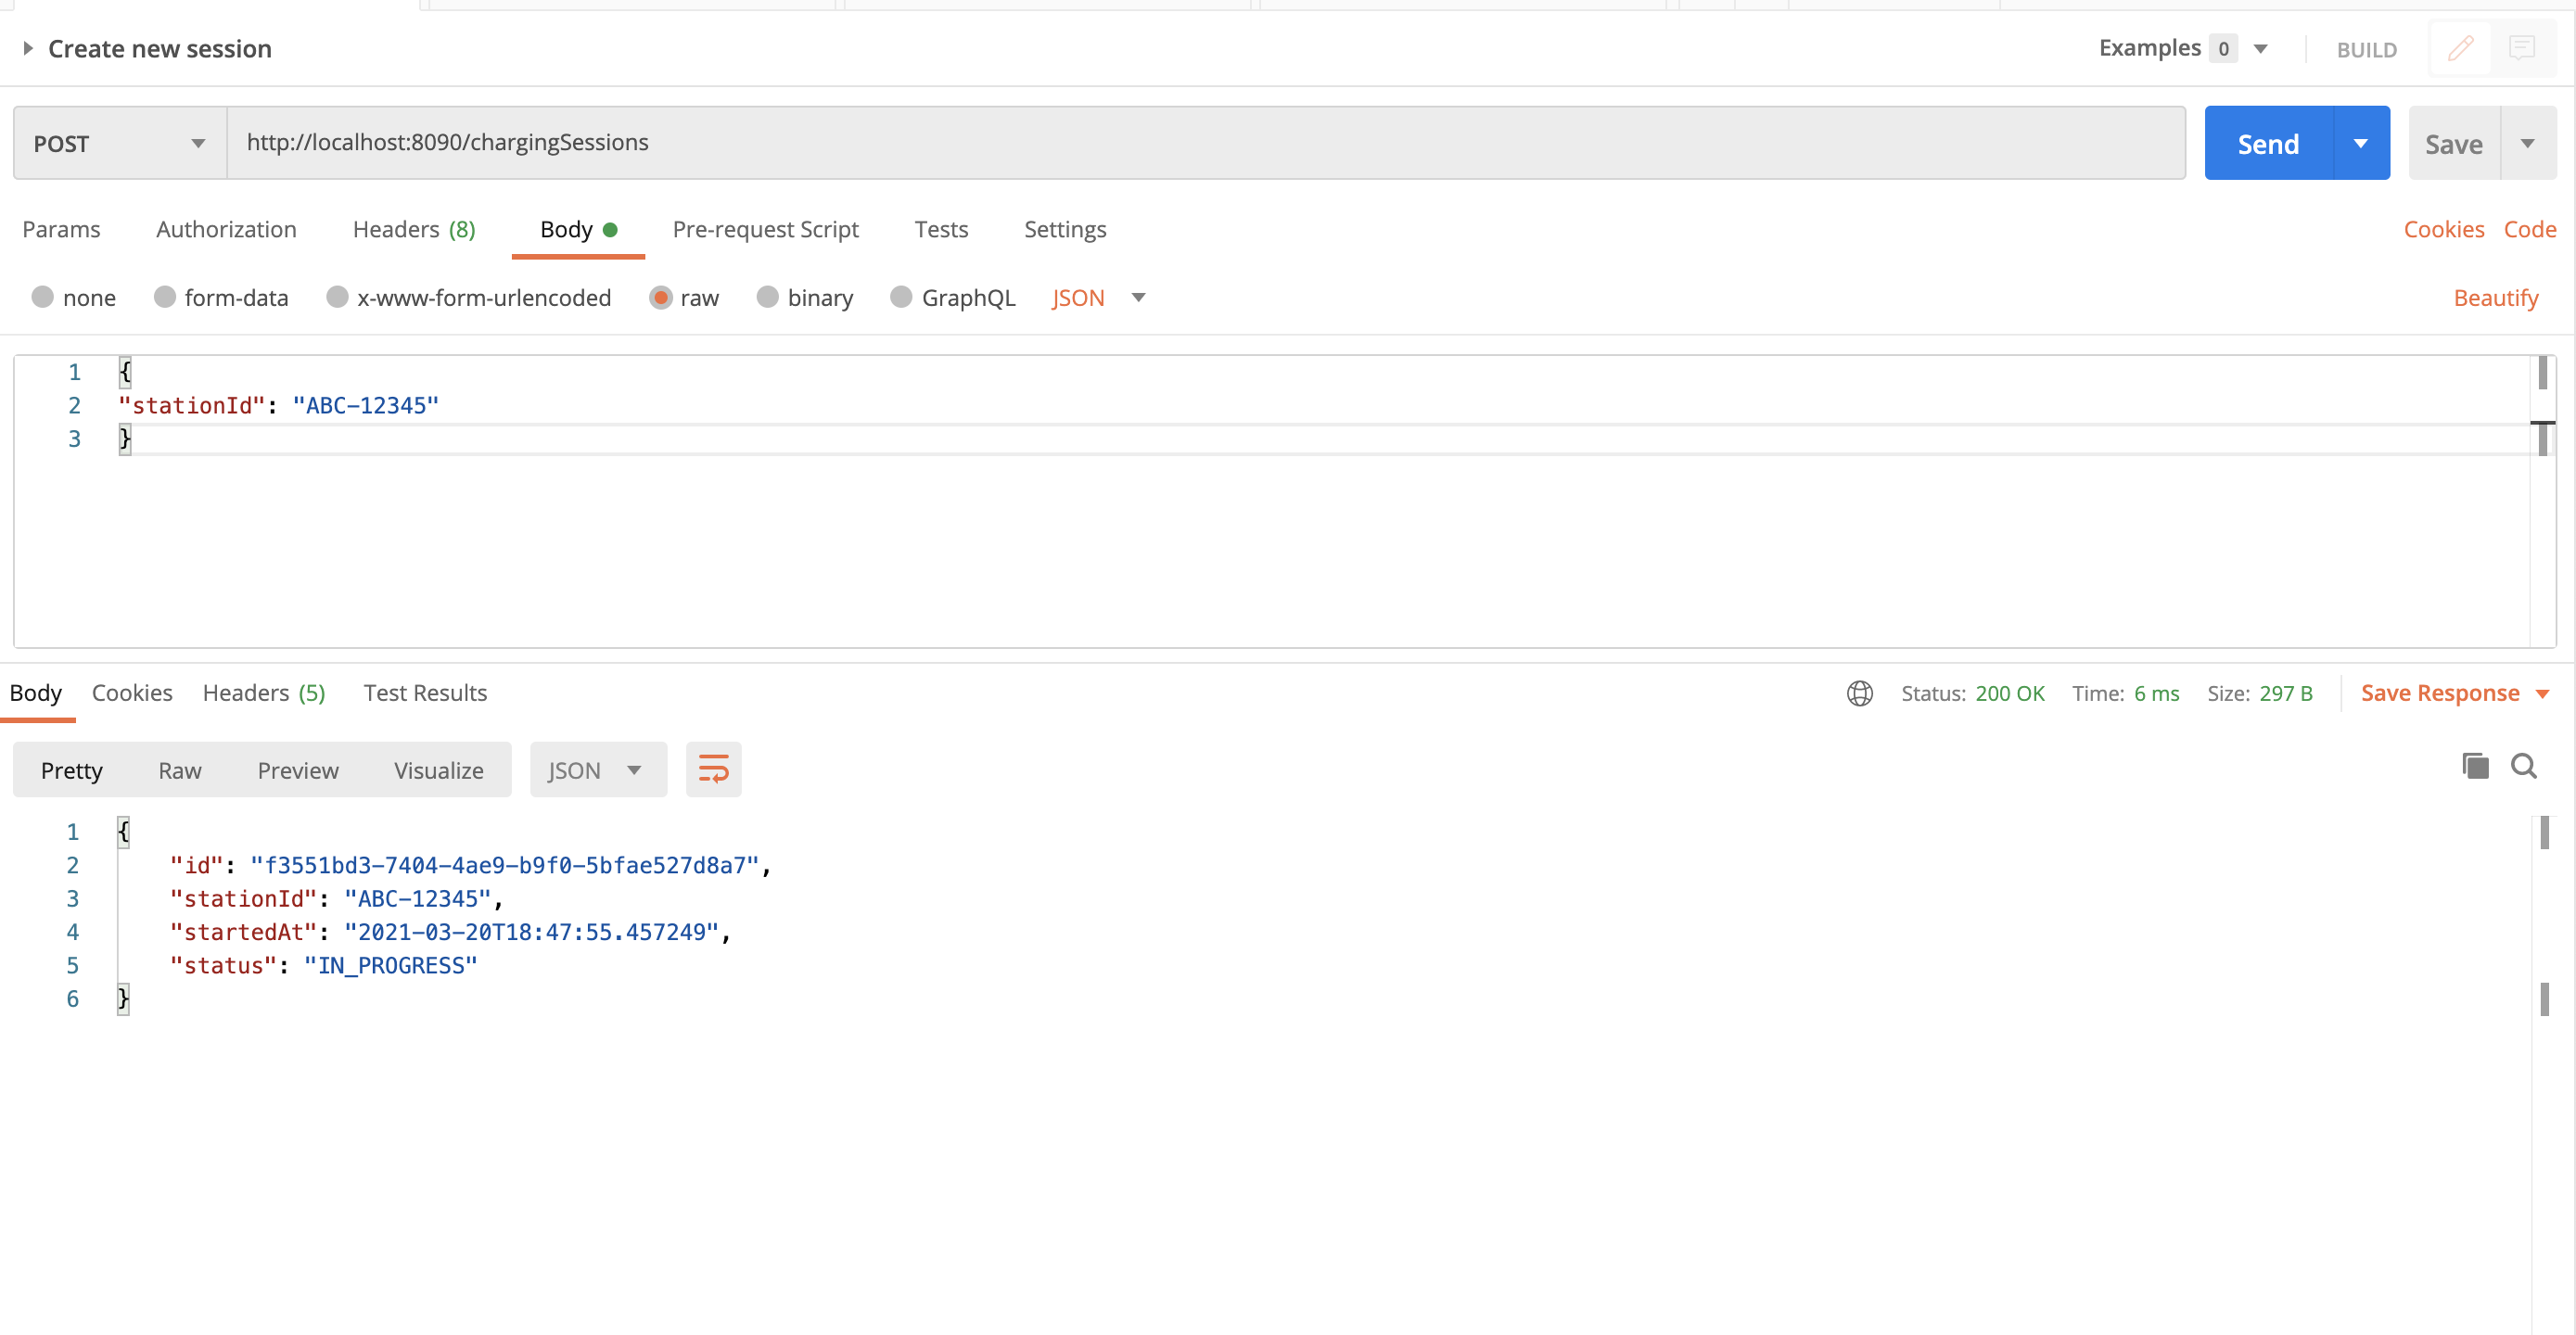 Create new session
Examples 0
BUILD
POST
http://localhost:8090/chargingSessions
Send
Save
Params Authorization Headers (8) Body Pre-request Script Tests Settings
Cookies Code
none form-data x-www-form-urlencoded raw binary GraphQL JSON
Beautify
1 {
2 "stationId": "ABC-12345"
3 }
Body Cookies Headers (5) Test Results
Status: 200 OK Time: 6 ms Size: 297 B Save Response
Pretty Raw Preview Visualize JSON
1 {
2 "id": "f3551bd3-7404-4ae9-b9f0-5bfae527d8a7",
3 "stationId": "ABC-12345",
4 "startedAt": "2021-03-20T18:47:55.457249",
5 "status": "IN_PROGRESS"
6 }